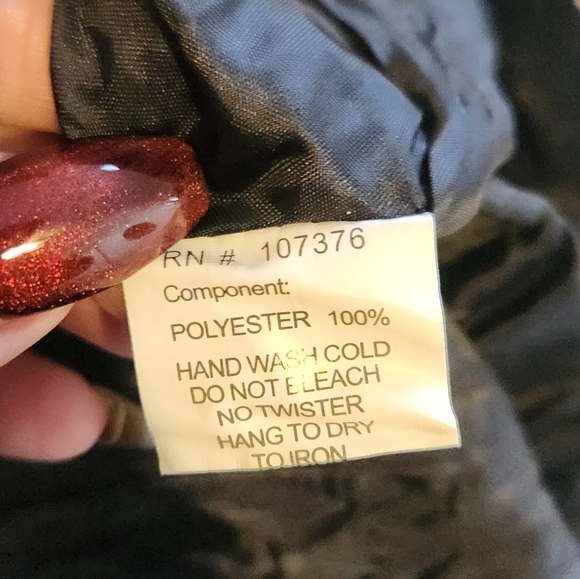 RN # 107376
Component:
POLYESTER 100%
HAND WASH COLD
DO NOT BLEACH
NO TWISTER
HANG TO DRY
TO IRON